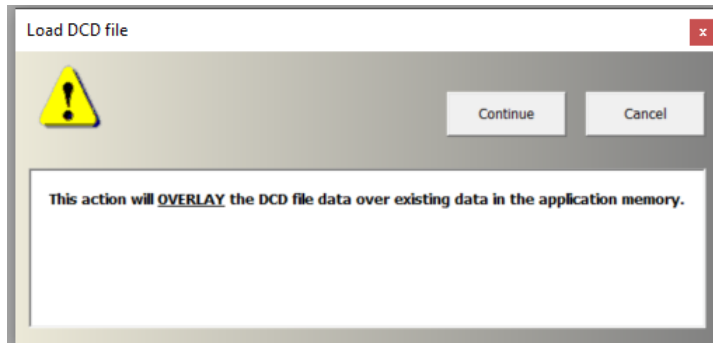 Load DCD file
x
Continue
Cancel
This action will OVERLAY the DCD file data over existing data in the application memory.